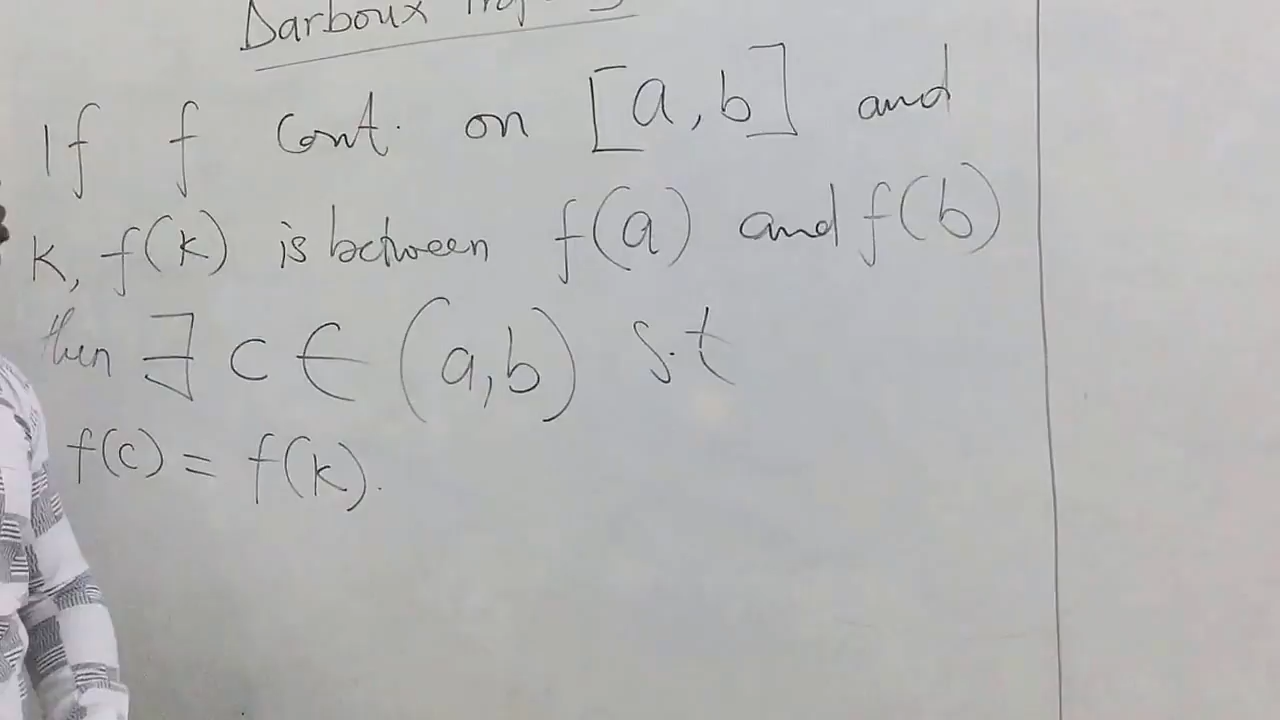 Darboux
If f Cont. on [a,b] and
K, f(k) is between f(a) and f(b)
then ∃ c ∈ (a,b) s.t
f(c) = f(k).